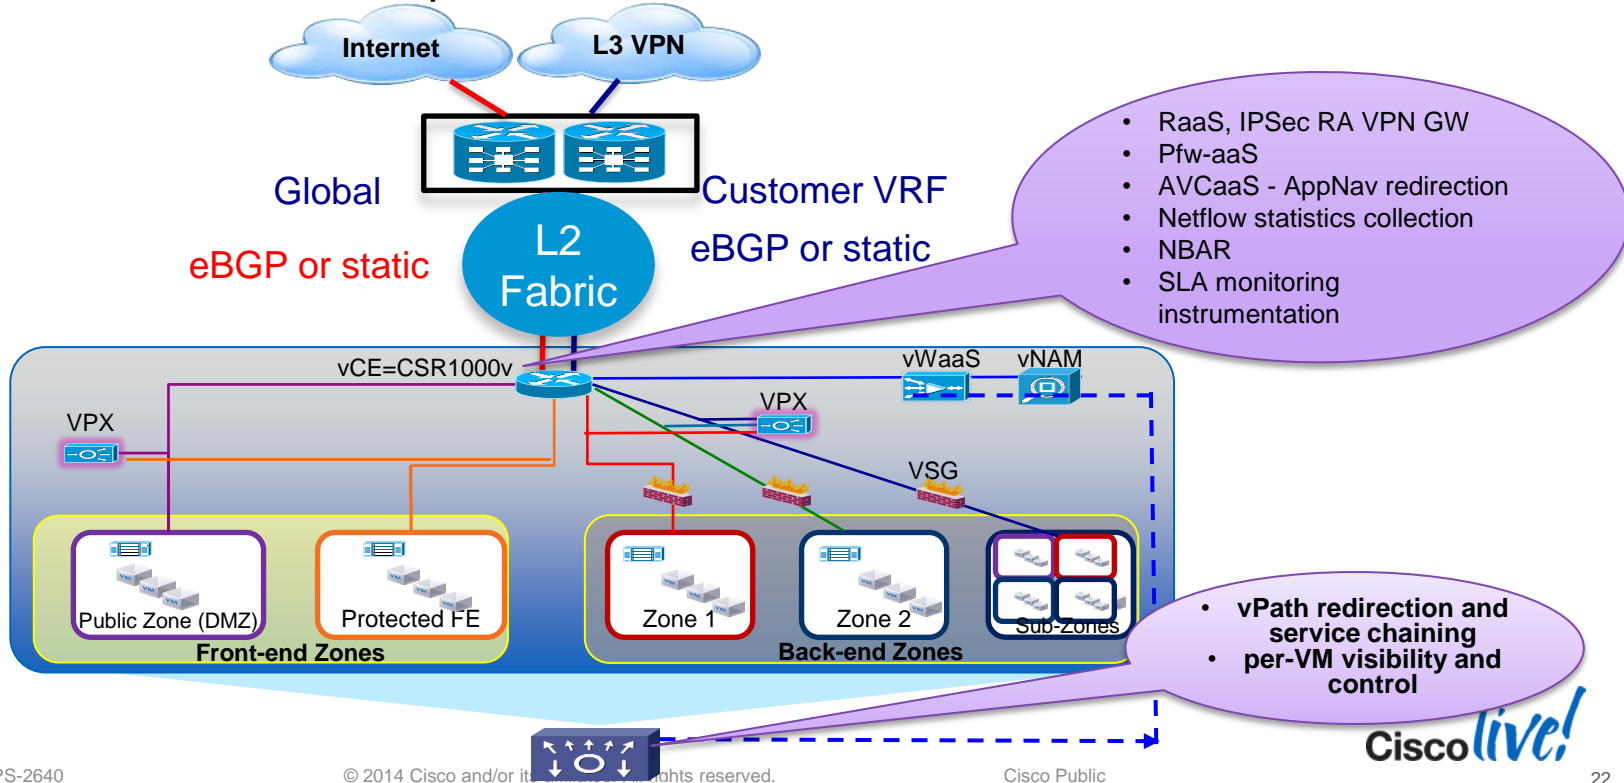 Internet
L3 VPN
Global
Customer VRF
eBGP or static
L2
Fabric
eBGP or static
• RaaS, IPSec RA VPN GW
• Pfw-aaS
• AVCaaS - AppNav redirection
• Netflow statistics collection
• NBAR
• SLA monitoring
instrumentation
vCE=CSR1000v
vWaaS
vNAM
VPX
VPX
VSG
Public Zone (DMZ)
Protected FE
Zone 1
Zone 2
Sub-Zones
Front-end Zones
Back-end Zones
• vPath redirection and
service chaining
• per-VM visibility and
control
PS-2640
© 2014 Cisco and/or its rights reserved.
Cisco Public
Cisco live!
22